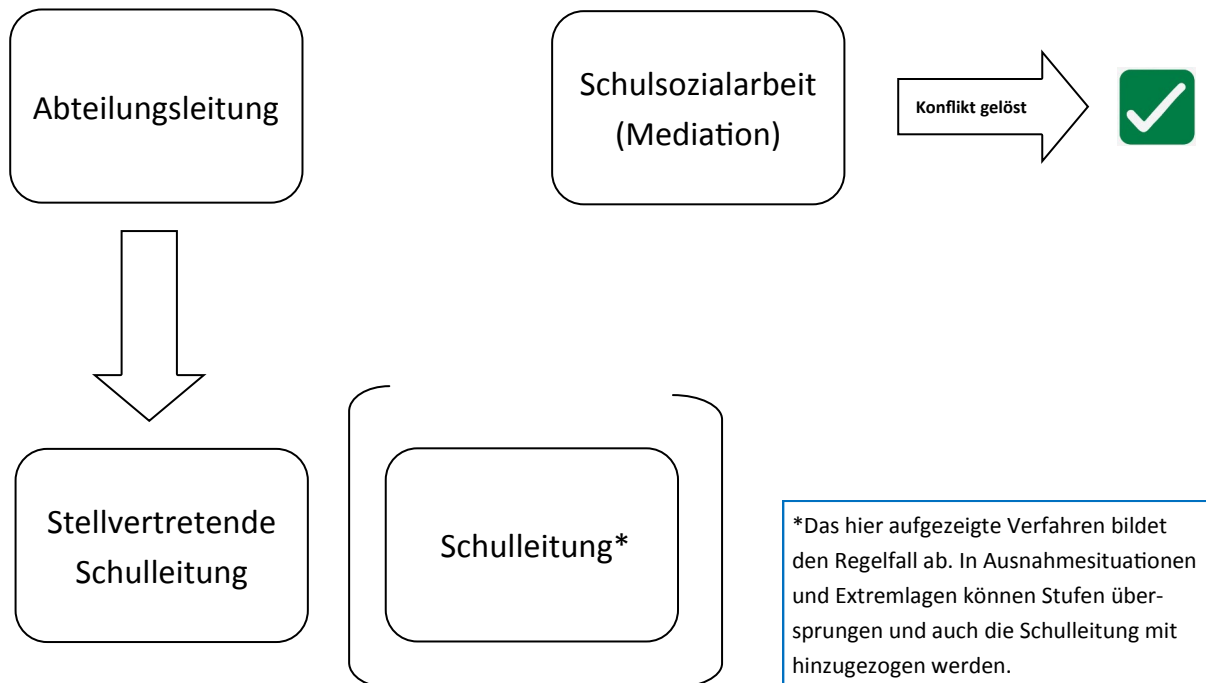 Abteilungsleitung
Schulsozialarbeit
(Mediation)
Konflikt gelöst
Stellvertretende
Schulleitung
Schulleitung*
*Das hier aufgezeigte Verfahren bildet
den Regelfall ab. In Ausnahmesituationen
und Extremlagen können Stufen über-
sprungen und auch die Schulleitung mit
hinzugezogen werden.